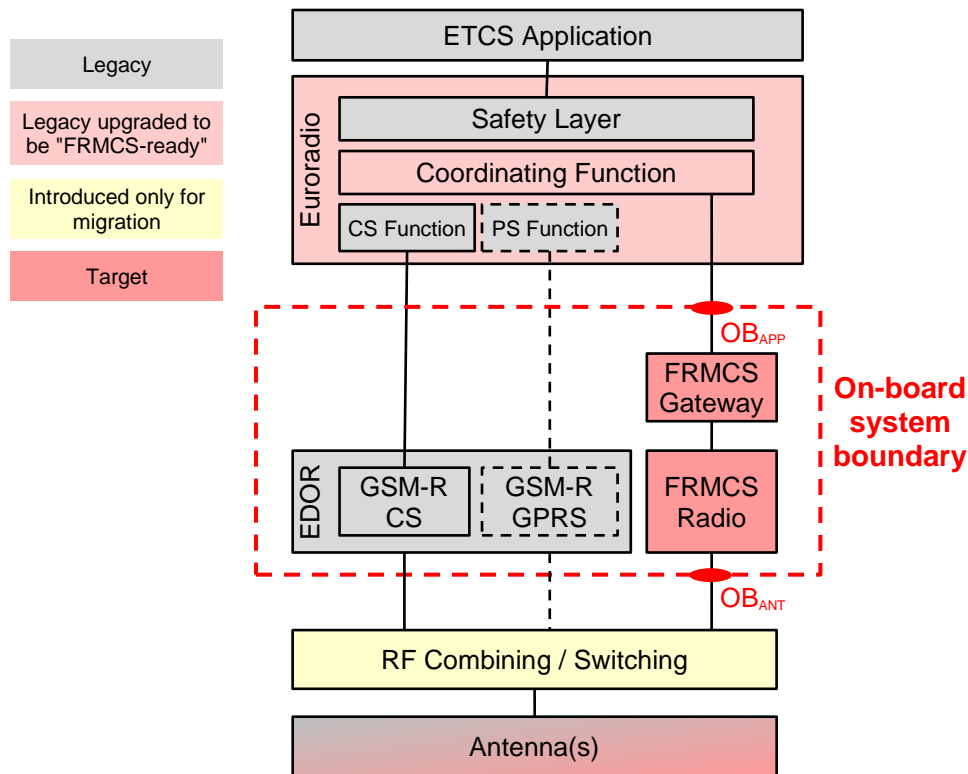 ETCS Application
Legacy
Legacy upgraded to
be "FRMCS-ready"
Introduced only for
migration
Target
Euroradio
Safety Layer
Coordinating Function
CS Function
PS Function
OBAPP
FRMCS
Gateway
On-board
system
boundary
EDOR
GSM-R
CS
GSM-R
GPRS
FRMCS
Radio
OBANT
RF Combining / Switching
Antenna(s)